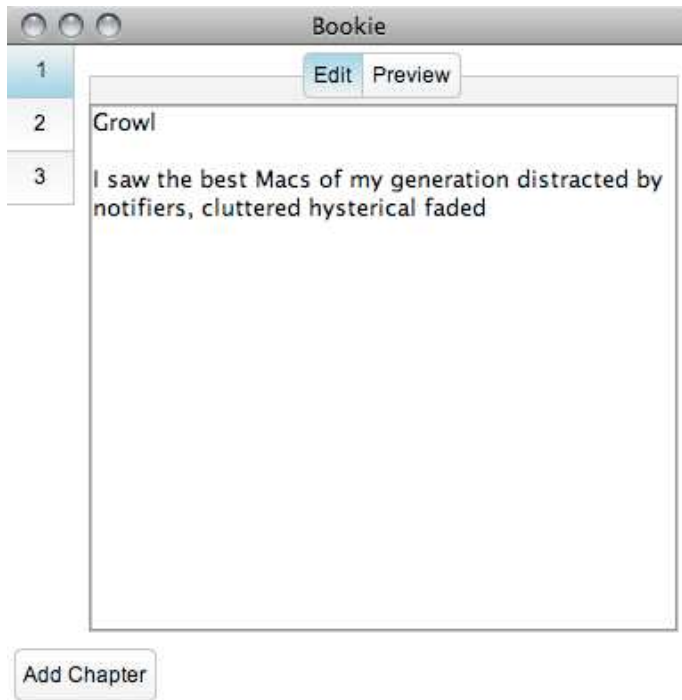 Bookie
1
2
3
Edit Preview
Growl
I saw the best Macs of my generation distracted by
notifiers, cluttered hysterical faded
Add Chapter